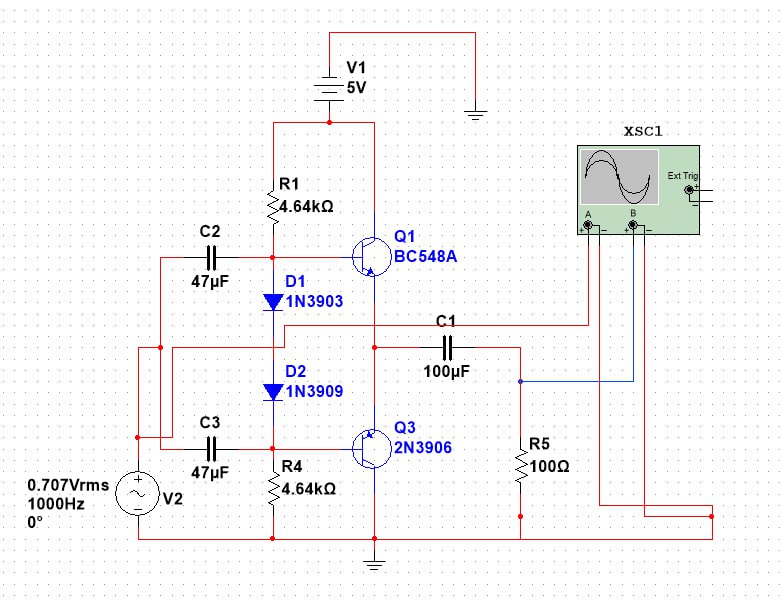 V1
5V
XSC1
Ext Trig
+
−
A
B
+
−
+
−
R1
4.64kΩ
C2
47µF
Q1
BC548A
D1
1N3903
C1
100µF
D2
1N3909
C3
47µF
Q3
2N3906
R4
4.64kΩ
R5
100Ω
0.707Vrms
1000Hz
0°
V2
+
−